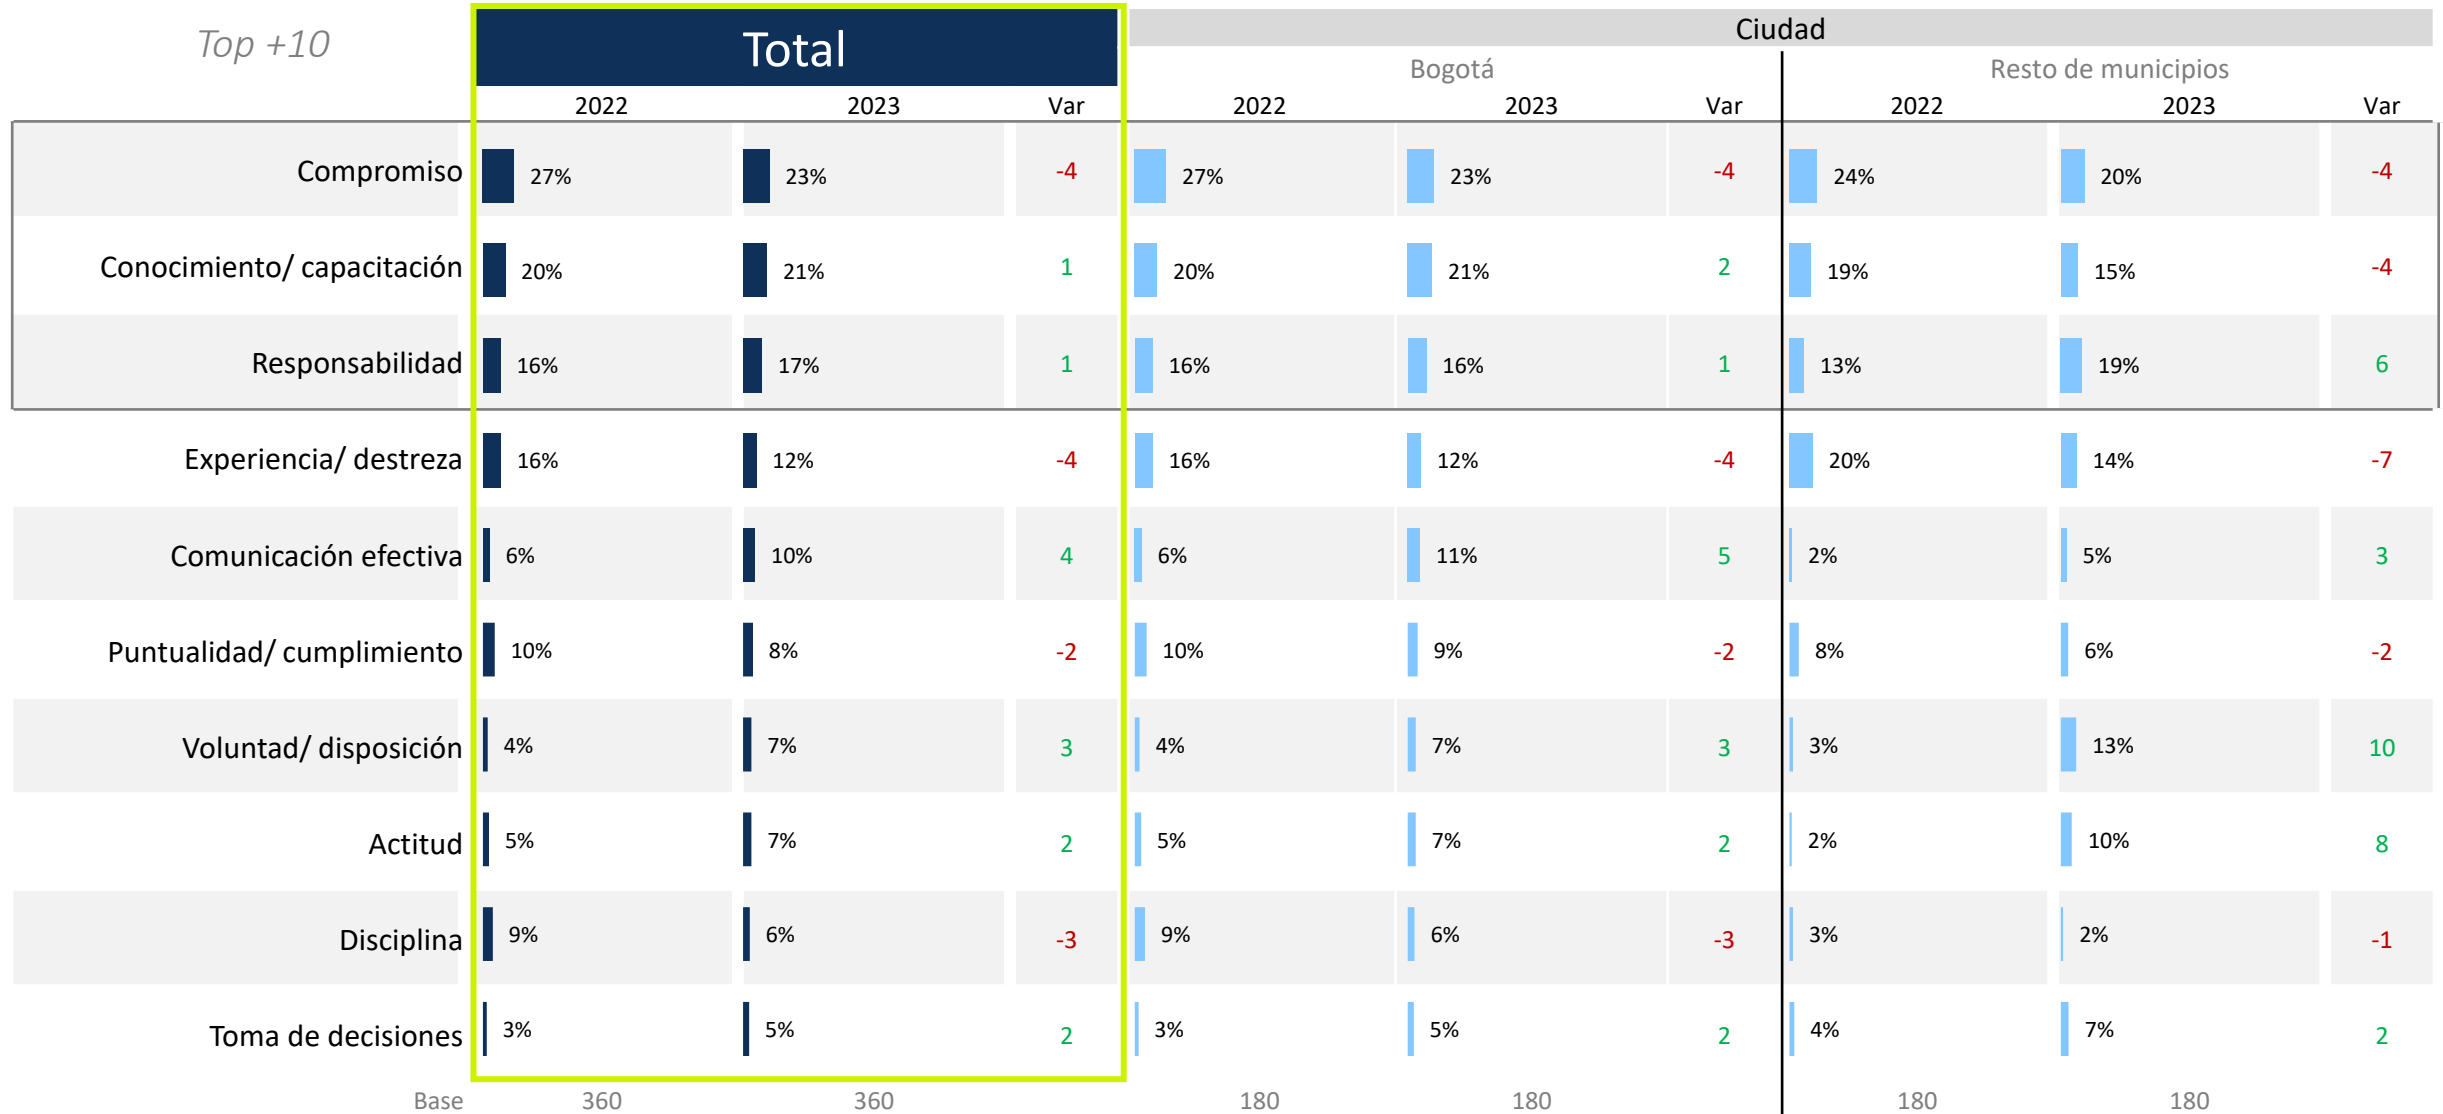 Top +10
Total
Ciudad
Bogotá
Resto de municipios
2022 2023 Var 2022 2023 Var 2022 2023 Var
Compromiso 27% 23% -4 27% 23% -4 24% 20% -4
Conocimiento/ capacitación 20% 21% 1 20% 21% 2 19% 15% -4
Responsabilidad 16% 17% 1 16% 16% 1 13% 19% 6
Experiencia/ destreza 16% 12% -4 16% 12% -4 20% 14% -7
Comunicación efectiva 6% 10% 4 6% 11% 5 2% 5% 3
Puntualidad/ cumplimiento 10% 8% -2 10% 9% -2 8% 6% -2
Voluntad/ disposición 4% 7% 3 4% 7% 3 3% 13% 10
Actitud 5% 7% 2 5% 7% 2 2% 10% 8
Disciplina 9% 6% -3 9% 6% -3 3% 2% -1
Toma de decisiones 3% 5% 2 3% 5% 2 4% 7% 2
Base 360 360 180 180 180 180